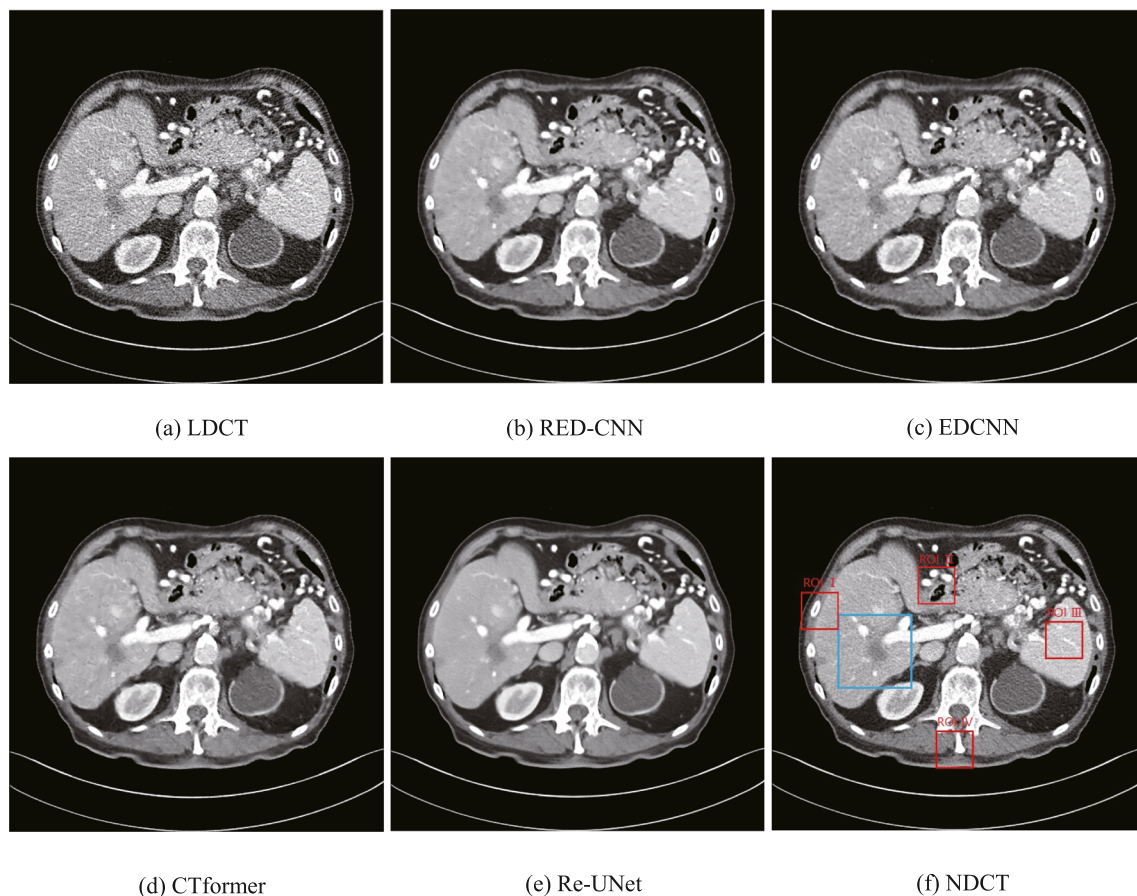 (a) LDCT
(b) RED-CNN
(c) EDCNN
ROI I
ROI II
ROI III
ROI IV
(d) CTformer
(e) Re-UNet
(f) NDCT